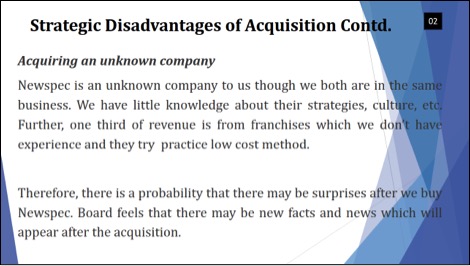 Strategic Disadvantages of Acquisition Contd.
02
Acquiring an unknown company
Newspec is an unknown company to us though we both are in the same
business. We have little knowledge about their strategies, culture, etc.
Further, one third of revenue is from franchises which we don't have
experience and they try practice low cost method.
Therefore, there is a probability that there may be surprises after we buy
Newspec. Board feels that there may be new facts and news which will
appear after the acquisition.